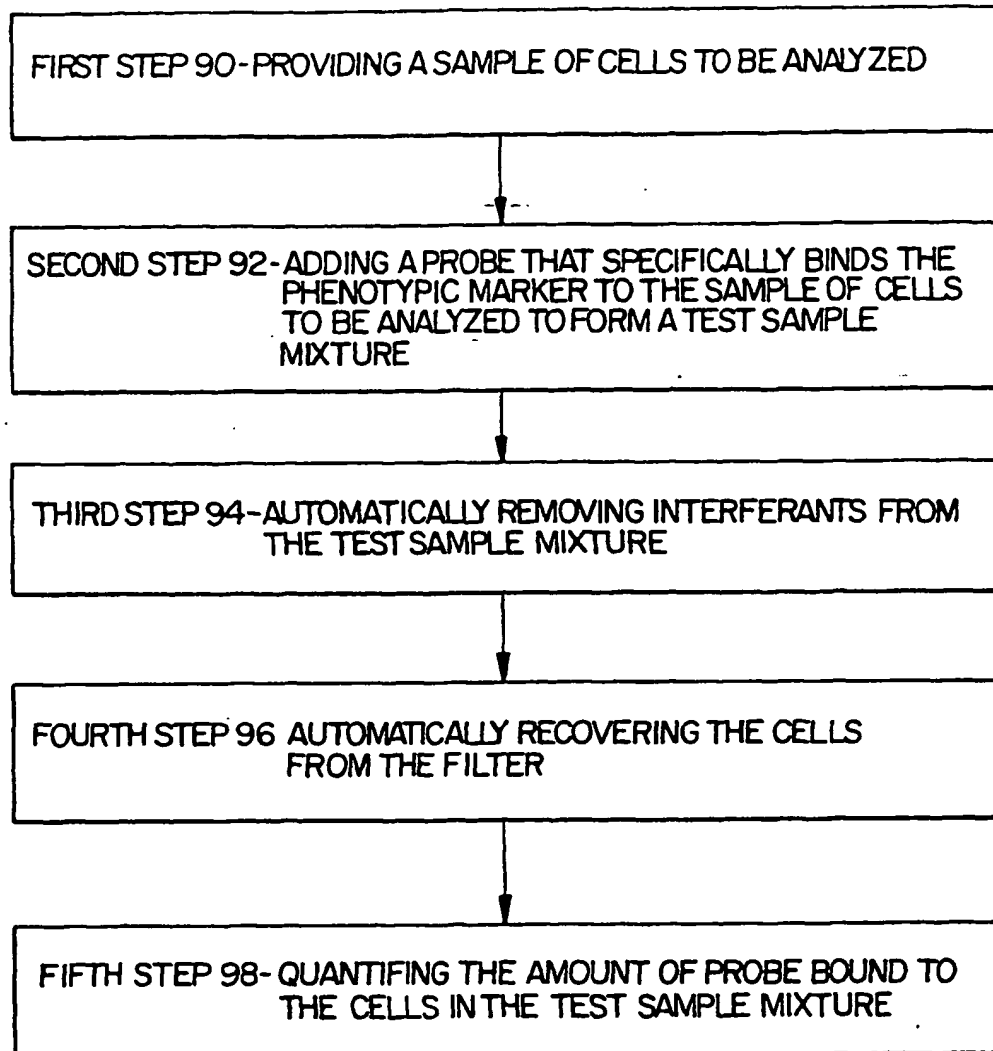 FIRST STEP 90-PROVIDING A SAMPLE OF CELLS TO BE ANALYZED
SECOND STEP 92-ADDING A PROBE THAT SPECIFICALLY BINDS THE
PHENOTYPIC MARKER TO THE SAMPLE OF CELLS
TO BE ANALYZED TO FORM A TEST SAMPLE
MIXTURE
THIRD STEP 94-AUTOMATICALLY REMOVING INTERFERANTS FROM
THE TEST SAMPLE MIXTURE
FOURTH STEP 96 AUTOMATICALLY RECOVERING THE CELLS
FROM THE FILTER
FIFTH STEP 98-QUANTIFING THE AMOUNT OF PROBE BOUND TO
THE CELLS IN THE TEST SAMPLE MIXTURE